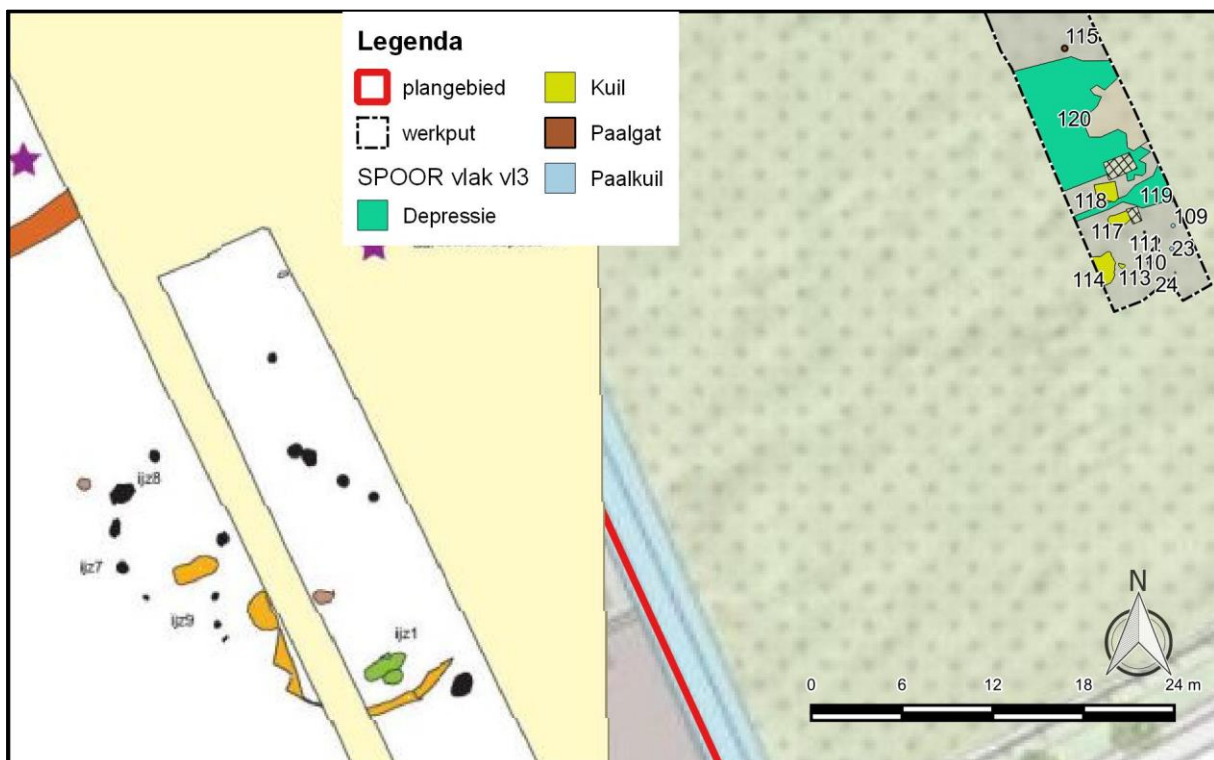 Legenda
plangebied
werkput
SPOOR vlak vl3
Depressie
Kuil
Paalgat
Paalkuil
115
120
118
119
109
117
111
23
110
114
113
24
ijz8
ijz7
ijz9
ijz1
N
0 6 12 18 24 m